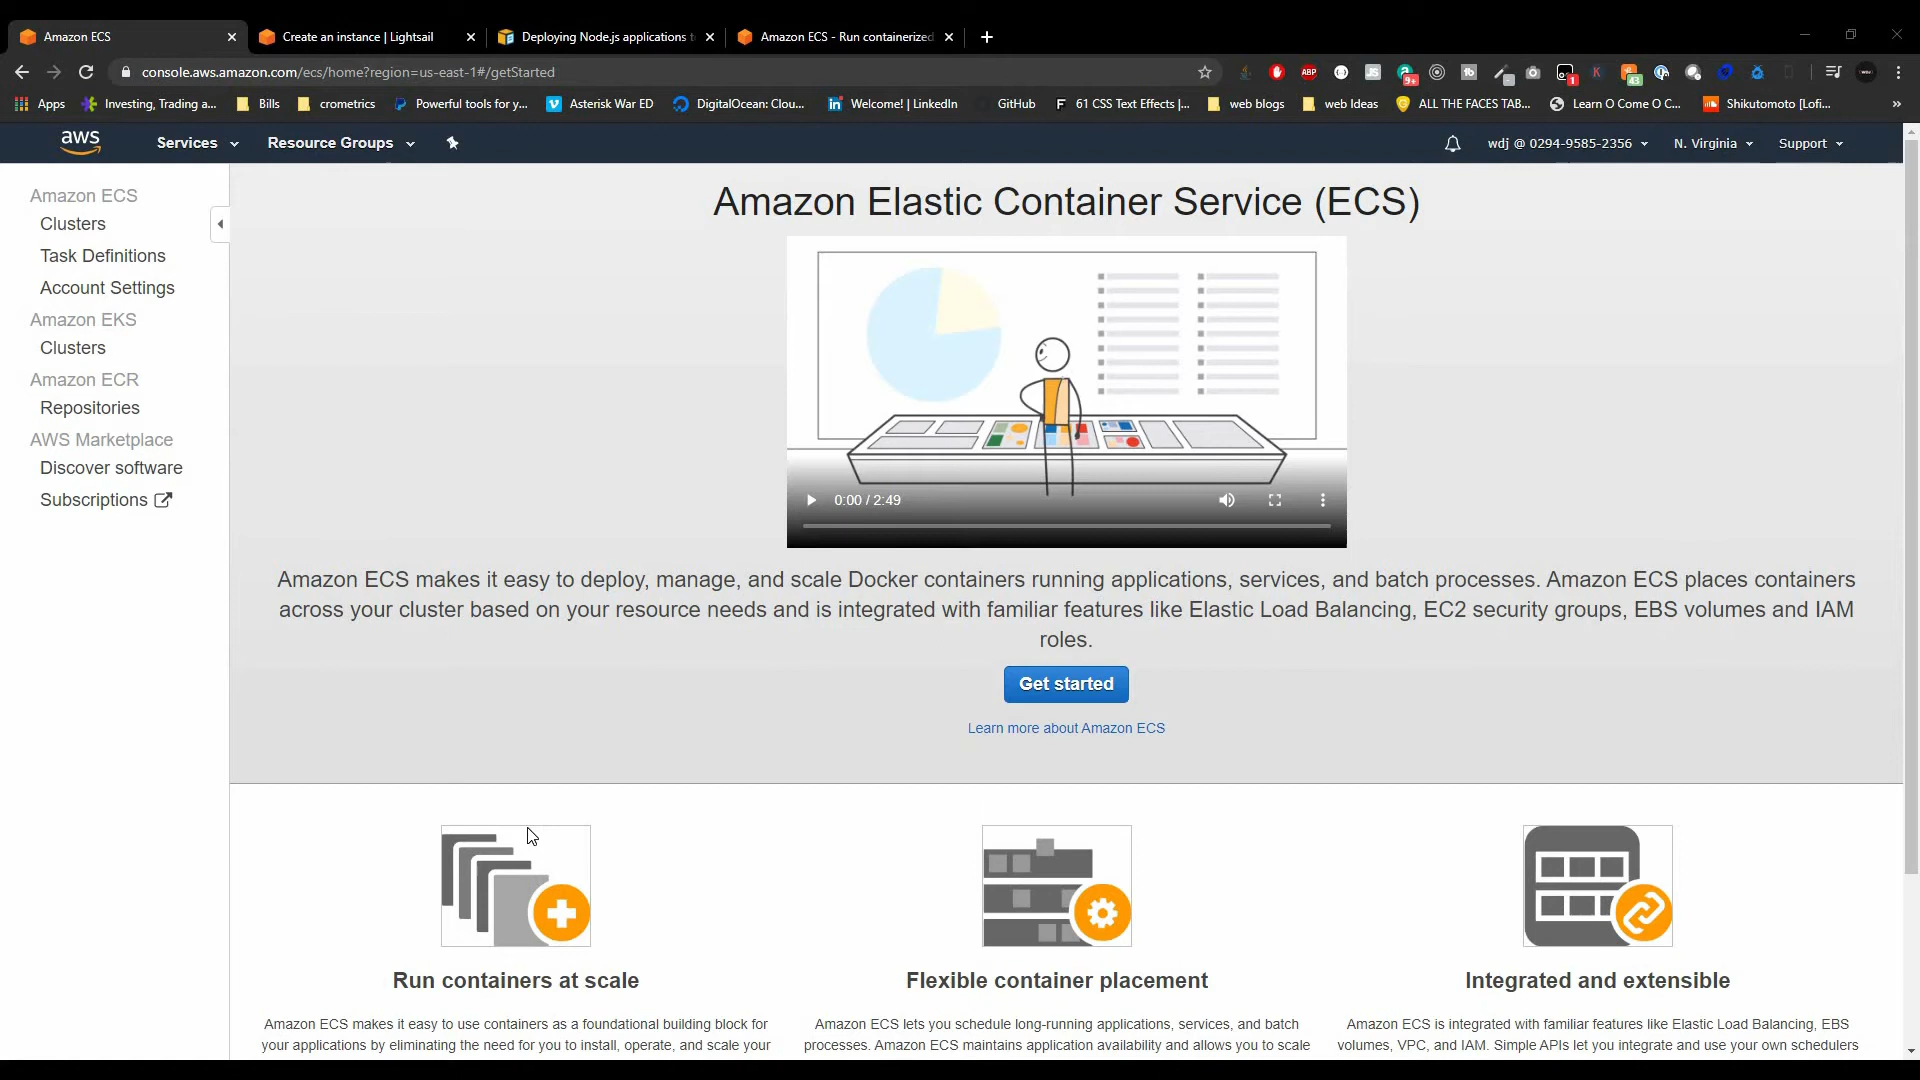 Amazon ECS
Create an instance | Lightsail
Deploying Node.js applications t
Amazon ECS - Run containerized
console.aws.amazon.com/ecs/home?region=us-east-1#/getStarted
ABP
JS
9+
tb
1
K
43
Apps
Investing, Trading a...
Bills
crometrics
Powerful tools for y...
Asterisk War ED
DigitalOcean: Clou...
Welcome! | LinkedIn
GitHub
61 CSS Text Effects |...
web blogs
web Ideas
ALL THE FACES TAB...
Learn O Come O C...
Shikutomoto [Lofi...
»
aws
Services
Resource Groups
wdj @ 0294-9585-2356
N. Virginia
Support
Amazon ECS
Clusters
Task Definitions
Account Settings
Amazon EKS
Clusters
Amazon ECR
Repositories
AWS Marketplace
Discover software
Subscriptions
Amazon Elastic Container Service (ECS)
0:00 / 2:49
Amazon ECS makes it easy to deploy, manage, and scale Docker containers running applications, services, and batch processes. Amazon ECS places containers
across your cluster based on your resource needs and is integrated with familiar features like Elastic Load Balancing, EC2 security groups, EBS volumes and IAM
roles.
Get started
Learn more about Amazon ECS
Run containers at scale
Amazon ECS makes it easy to use containers as a foundational building block for
your applications by eliminating the need for you to install, operate, and scale your
Flexible container placement
Amazon ECS lets you schedule long-running applications, services, and batch
processes. Amazon ECS maintains application availability and allows you to scale
Integrated and extensible
Amazon ECS is integrated with familiar features like Elastic Load Balancing, EBS
volumes, VPC, and IAM. Simple APIs let you integrate and use your own schedulers